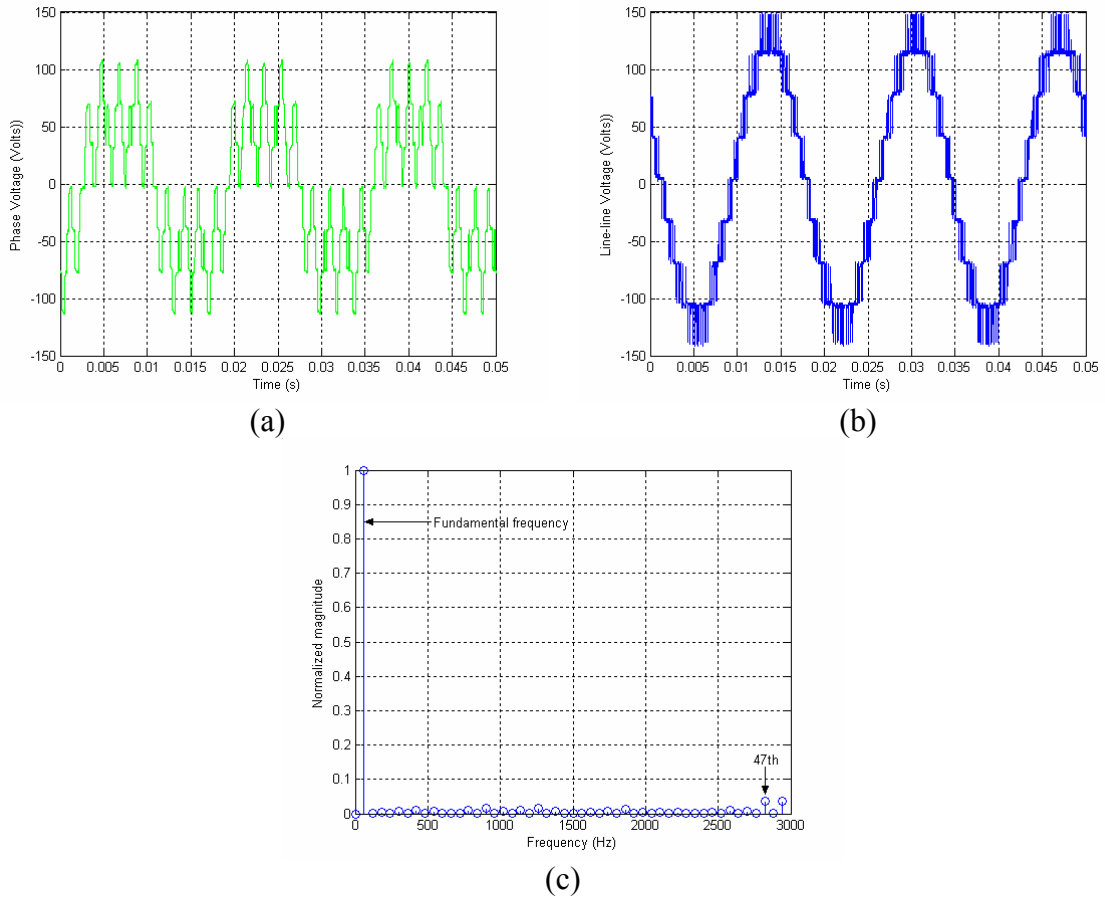 150
100
50
0
-50
-100
-150
Phase Voltage (Volts))
0 0.005 0.01 0.015 0.02 0.025 0.03 0.035 0.04 0.045 0.05
Time (s)
(a)
150
100
50
0
-50
-100
-150
Line-line Voltage (Volts))
0 0.005 0.01 0.015 0.02 0.025 0.03 0.035 0.04 0.045 0.05
Time (s)
(b)
1
0.9
0.8
0.7
0.6
0.5
0.4
0.3
0.2
0.1
0
Normalized magnitude
Fundamental frequency
47th
0 500 1000 1500 2000 2500 3000
Frequency (Hz)
(c)